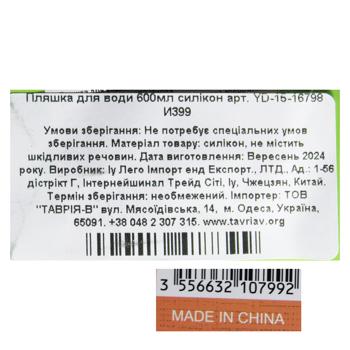 Пляшка для води 600мл силікон арт. YD-15-16798
И399
Умови зберігання: Не потребує спеціальних умов
зберігання. Матеріал товару: силікон, не містить
шкідливих речовин. Дата виготовлення: Вересень 2024
року. Виробник: Іу Лего Імпорт енд Експорт., ЛТД., Ад.: 1-56
дістрікт Г, Інтернейшинал Трейд Сіті, Іу, Чжецзян, Китай.
Термін зберігання: необмежений. Імпортер: ТОВ
"ТАВРІЯ-В" вул. Мясоїдівська, 14, м. Одеса, Україна,
65091. +38 048 2 307 315. www.tavriav.org
3 556632 107992
MADE IN CHINA